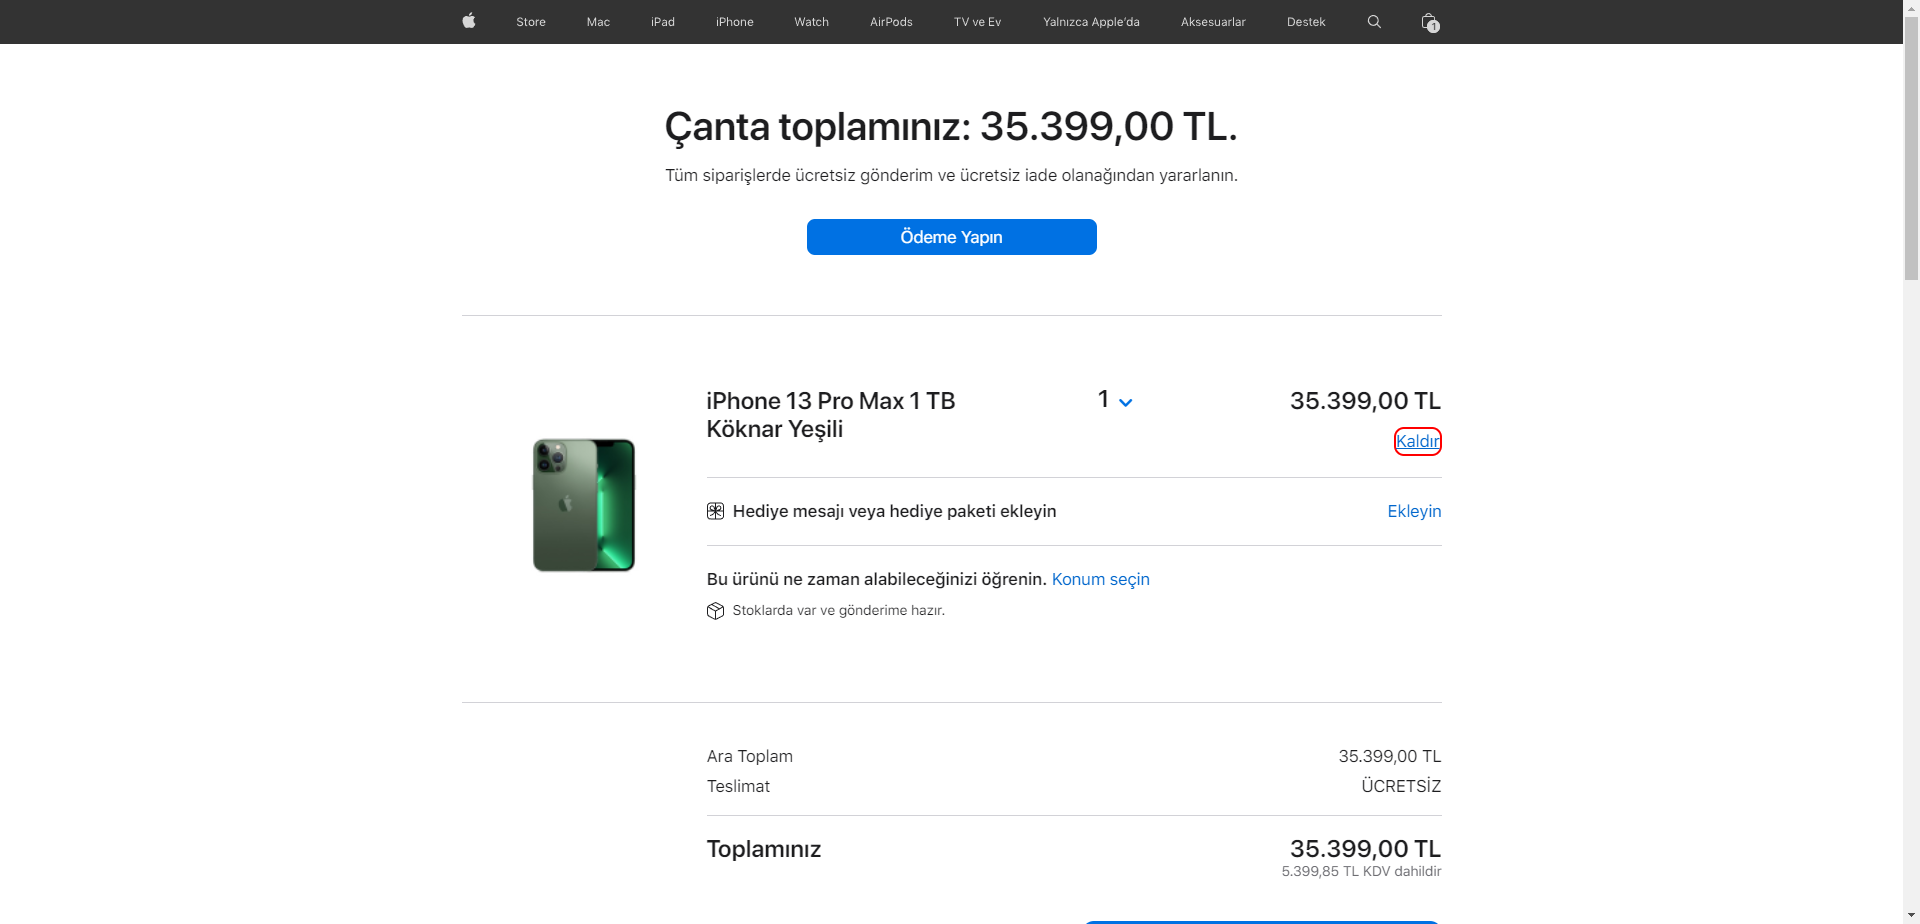 Store Mac iPad iPhone Watch AirPods TV ve Ev Yalnızca Apple'da Aksesuarlar Destek 1
Çanta toplamınız: 35.399,00 TL.
Tüm siparişlerde ücretsiz gönderim ve ücretsiz iade olanağından yararlanın.
Ödeme Yapın
iPhone 13 Pro Max 1 TB 1 35.399,00 TL
Köknar Yeşili
Kaldır
Hediye mesajı veya hediye paketi ekleyin Ekleyin
Bu ürünü ne zaman alabileceğinizi öğrenin. Konum seçin
Stoklarda var ve gönderime hazır.
Ara Toplam 35.399,00 TL
Teslimat ÜCRETSİZ
Toplamınız 35.399,00 TL
5.399,85 TL KDV dahildir